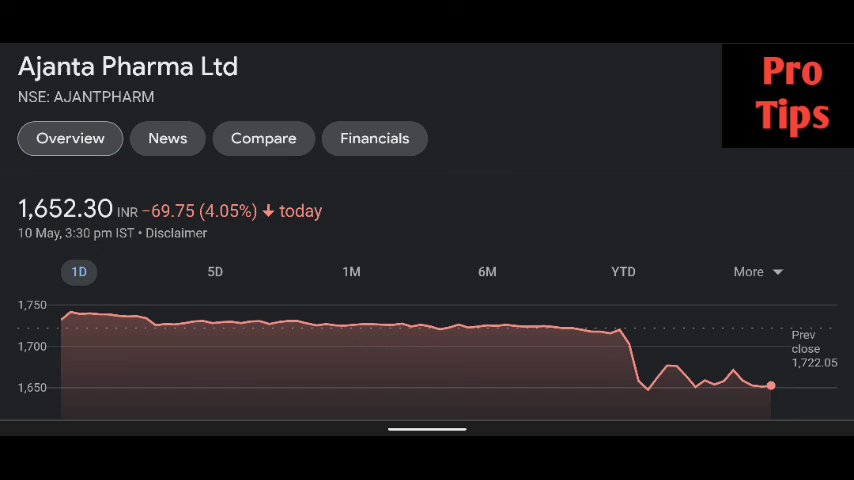 Ajanta Pharma Ltd
NSE: AJANTPHARM
Pro
Tips
Overview News Compare Financials
1,652.30 INR −69.75 (4.05%) today
10 May, 3:30 pm IST • Disclaimer
1D 5D 1M 6M YTD More
1,750
1,700
1,650
Prev
close
1,722.05